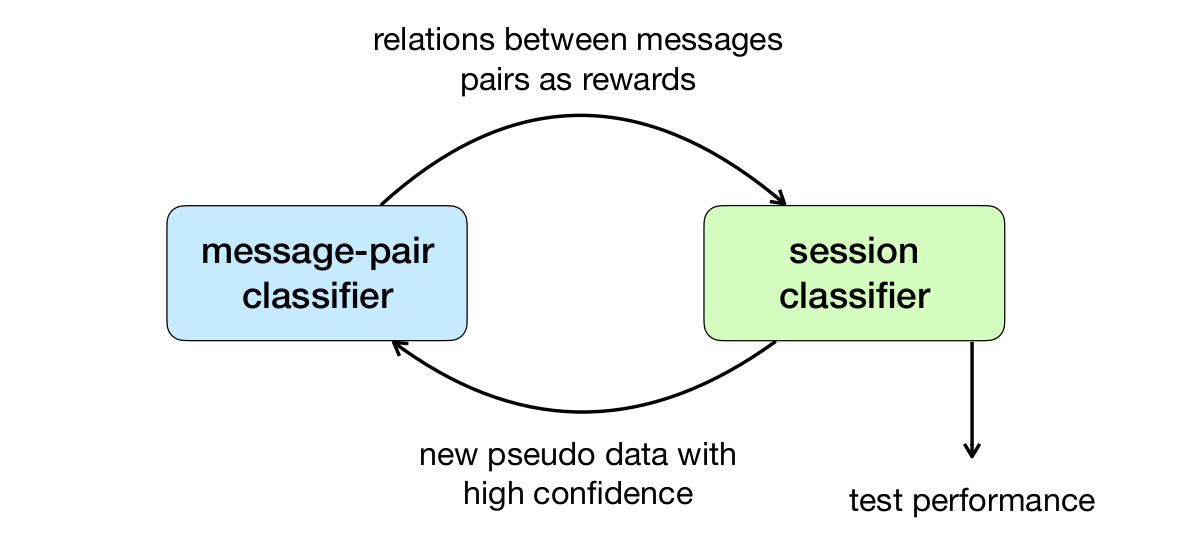 relations between messages
pairs as rewards
message-pair
classifier
session
classifier
new pseudo data with
high confidence
test performance